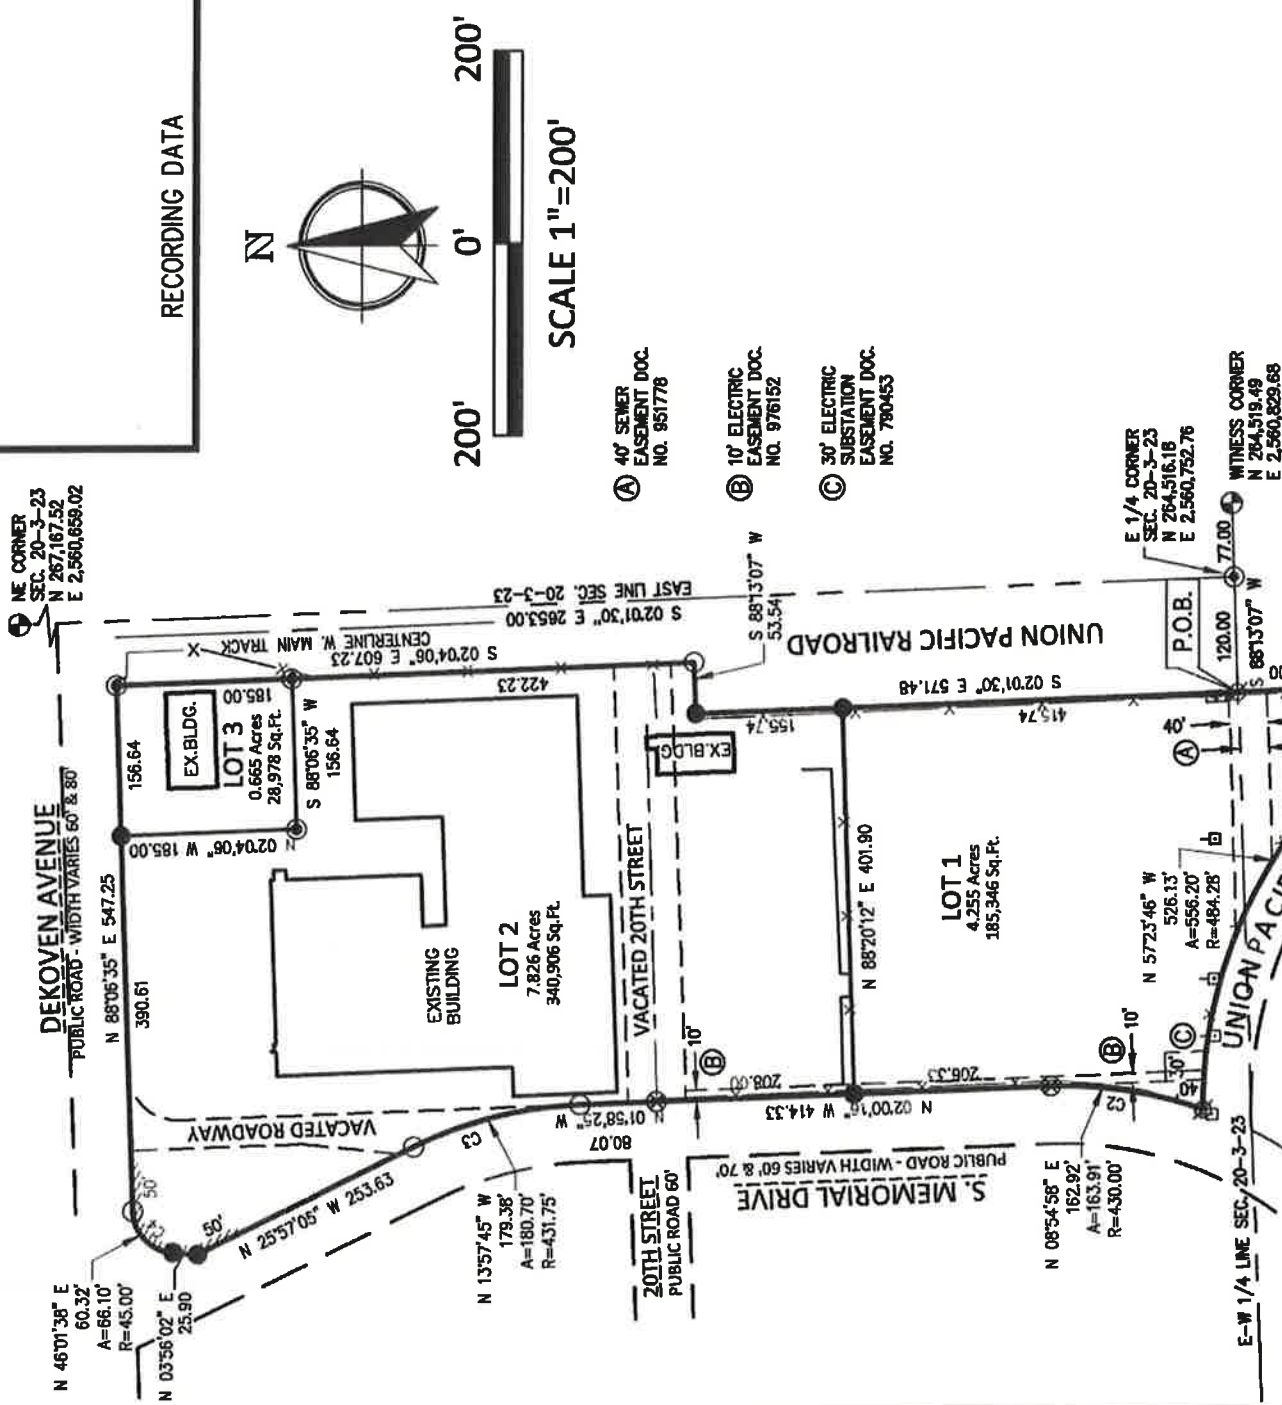 RECORDING DATA
N
200' 0' 200'
SCALE 1"=200'
Ⓐ 40' SEWER
EASEMENT DOC.
NO. 951778
Ⓑ 10' ELECTRIC
EASEMENT DOC.
NO. 976152
Ⓒ 30' ELECTRIC
SUBSTATION
EASEMENT DOC.
NO. 790453
NE CORNER
SEC. 20-3-23
N 267,167.52
E 2,560,659.02
DEKOVEN AVENUE
PUBLIC ROAD - WIDTH VARIES 60' & 80'
N 88°06'35" E 547.25
390.61
156.64
EX.BLDG.
LOT 3
0.665 Acres
28,978 Sq.Ft.
185.00
S 88°06'35" W
156.64
N 02°04'06" W 185.00
CENTERLINE W. MAIN TRACK
S 02°04'06" E 607.23
422.23
EAST LINE SEC. 20-3-23
S 02°01'30" E 2653.00
S 88°13'07" W
53.54
UNION PACIFIC RAILROAD
S 02°01'30" E 571.48
155.74
415.74
E 1/4 CORNER
SEC. 20-3-23
N 264,516.18
E 2,560,752.76
P.O.B.
120.00
77.00
S 88°13'07" W
WITNESS CORNER
N 264,519.49
E 2,560,829.68
40'
Ⓐ
EXISTING
BUILDING
LOT 2
7.826 Acres
340,906 Sq.Ft.
VACATED 20TH STREET
EX.BLDG
N 88°20'12" E 401.90
LOT 1
4.255 Acres
185,346 Sq.Ft.
N 57°23'46" W
526.13'
A=556.20'
R=484.28'
UNION PACIFI
VACATED ROADWAY
50'
C4
50'
N 46°01'38" E
60.32'
A=66.10'
R=45.00'
N 03°56'02" E
25.90
N 25°57'05" W 253.63
C3
N 13°57'45" W
179.38'
A=180.70'
R=431.75'
N 01°58'25" W
80.07
20TH STREET
PUBLIC ROAD 60'
10'
Ⓑ
208.00
N 02°00'16" W 414.33
206.33
S. MEMORIAL DRIVE
PUBLIC ROAD - WIDTH VARIES 60' & 70'
N 08°54'58" E
162.92'
A=163.91'
R=430.00'
C2
Ⓑ
10'
Ⓒ
30'
40'
E-W 1/4 LINE SEC. 20-3-23